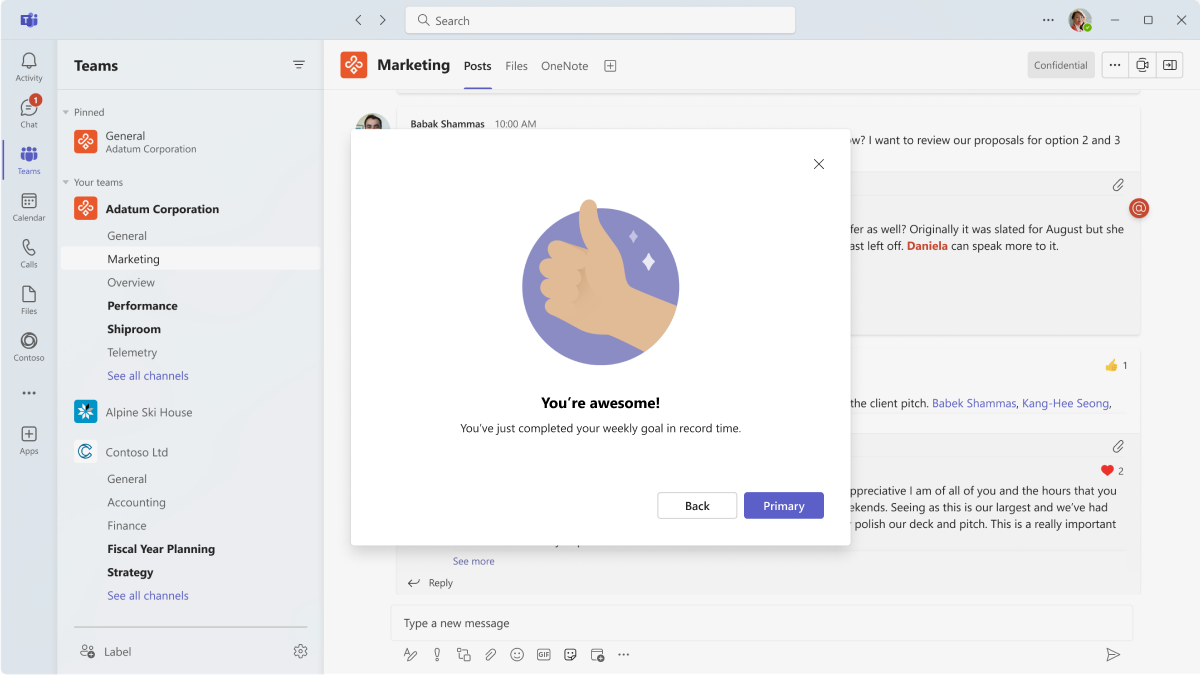 Search
Activity
1
Chat
Teams
Calendar
Calls
Files
Contoso
Apps
Teams
Pinned
General
Adatum Corporation
Your teams
Adatum Corporation
General
Marketing
Overview
Performance
Shiproom
Telemetry
See all channels
Alpine Ski House
Contoso Ltd
General
Accounting
Finance
Fiscal Year Planning
Strategy
See all channels
Label
Marketing Posts Files OneNote
Confidential
Babak Shammas 10:00 AM
w? I want to review our proposals for option 2 and 3
@
fer as well? Originally it was slated for August but she
ast left off. Daniela can speak more to it.
1
the client pitch. Babek Shammas, Kang-Hee Seong,
2
ppreciative I am of all of you and the hours that you
ekends. Seeing as this is our largest and we've had
polish our deck and pitch. This is a really important
You're awesome!
You've just completed your weekly goal in record time.
Back
Primary
See more
Reply
Type a new message
GIF